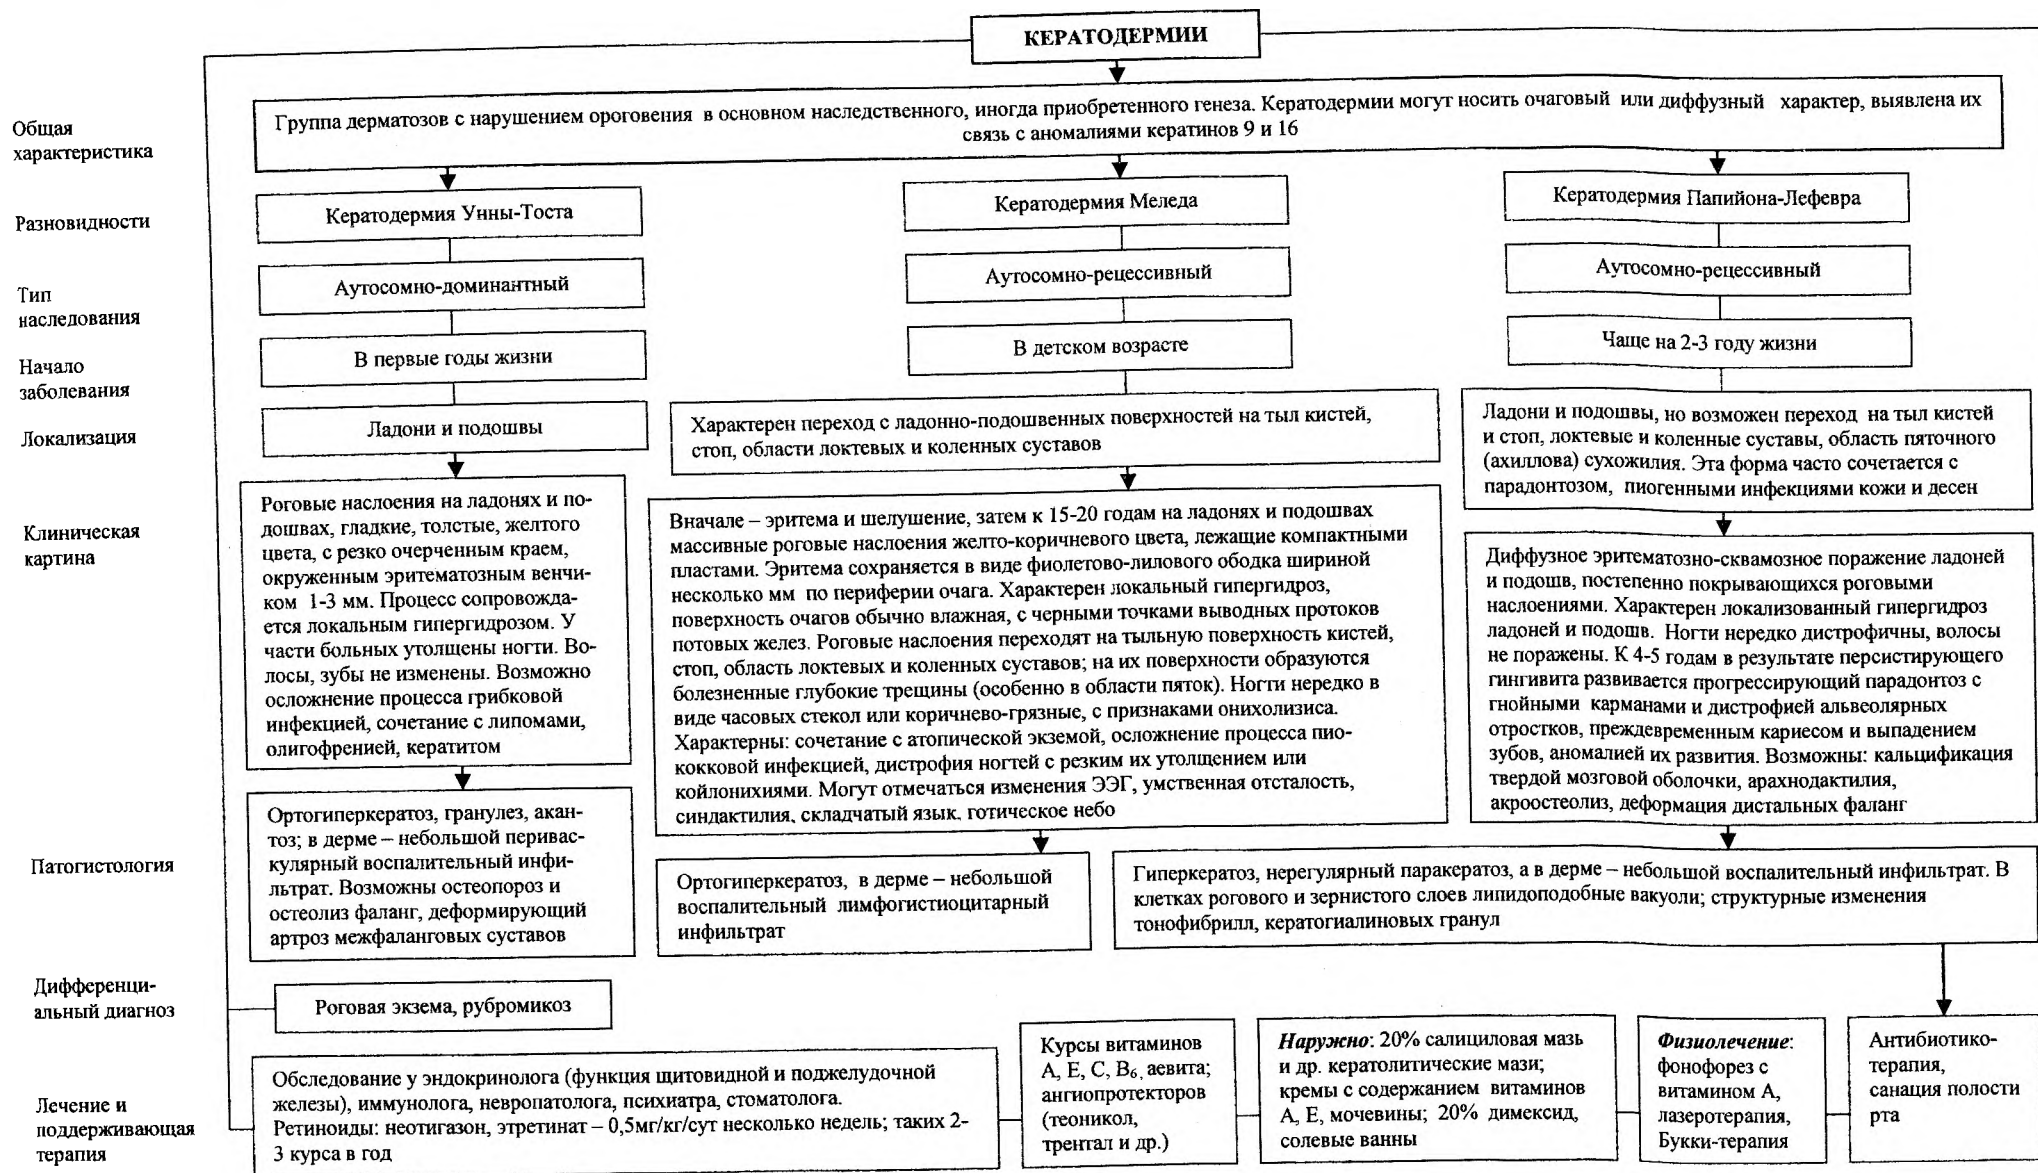 КЕРАТОДЕРМИИ
Общая
характеристика
Группа дерматозов с нарушением ороговения в основном наследственного, иногда приобретенного генеза. Кератодермии могут носить очаговый или диффузный характер, выявлена их
связь с аномалиями кератинов 9 и 16
Разновидности
Кератодермия Унны-Тоста
Кератодермия Меледа
Кератодермия Папийона-Лефевра
Тип
наследования
Аутосомно-доминантный
Аутосомно-рецессивный
Аутосомно-рецессивный
Начало
заболевания
В первые годы жизни
В детском возрасте
Чаще на 2-3 году жизни
Локализация
Ладони и подошвы
Характерен переход с ладонно-подошвенных поверхностей на тыл кистей,
стоп, области локтевых и коленных суставов
Ладони и подошвы, но возможен переход на тыл кистей
и стоп, локтевые и коленные суставы, область пяточного
(ахиллова) сухожилия. Эта форма часто сочетается с
парадонтозом, пиогенными инфекциями кожи и десен
Клиническая
картина
Роговые наслоения на ладонях и по-
дошвах, гладкие, толстые, желтого
цвета, с резко очерченным краем,
окруженным эритематозным венчи-
ком 1-3 мм. Процесс сопровожда-
ется локальным гипергидрозом. У
части больных утолщены ногти. Во-
лосы, зубы не изменены. Возможно
осложнение процесса грибковой
инфекцией, сочетание с липомами,
олигофренией, кератитом
Вначале – эритема и шелушение, затем к 15-20 годам на ладонях и подошвах
массивные роговые наслоения желто-коричневого цвета, лежащие компактными
пластами. Эритема сохраняется в виде фиолетово-лилового ободка шириной
несколько мм по периферии очага. Характерен локальный гипергидроз,
поверхность очагов обычно влажная, с черными точками выводных протоков
потовых желез. Роговые наслоения переходят на тыльную поверхность кистей,
стоп, область локтевых и коленных суставов; на их поверхности образуются
болезненные глубокие трещины (особенно в области пяток). Ногти нередко в
виде часовых стекол или коричнево-грязные, с признаками онихолизиса.
Характерны: сочетание с атопической экземой, осложнение процесса пио-
кокковой инфекцией, дистрофия ногтей с резким их утолщением или
койлонихиями. Могут отмечаться изменения ЭЭГ, умственная отсталость,
синдактилия, складчатый язык, готическое небо
Диффузное эритематозно-сквамозное поражение ладоней
и подошв, постепенно покрывающихся роговыми
наслоениями. Характерен локализованный гипергидроз
ладоней и подошв. Ногти нередко дистрофичны, волосы
не поражены. К 4-5 годам в результате персистирующего
гингивита развивается прогрессирующий парадонтоз с
гнойными карманами и дистрофией альвеолярных
отростков, преждевременным кариесом и выпадением
зубов, аномалией их развития. Возможны: кальцификация
твердой мозговой оболочки, арахнодактилия,
акроостеолиз, деформация дистальных фаланг
Патогистология
Ортогиперкератоз, гранулез, акан-
тоз; в дерме – небольшой периваc-
кулярный воспалительный инфи-
льтрат. Возможны остеопороз и
остеолиз фаланг, деформирующий
артроз межфаланговых суставов
Ортогиперкератоз, в дерме – небольшой
воспалительный лимфогистиоцитарный
инфильтрат
Гиперкератоз, нерегулярный паракератоз, а в дерме – небольшой воспалительный инфильтрат. В
клетках рогового и зернистого слоев липидоподобные вакуоли; структурные изменения
тонофибрилл, кератогиалиновых гранул
Дифференци-
альный диагноз
Роговая экзема, рубромикоз
Лечение и
поддерживающая
терапия
Обследование у эндокринолога (функция щитовидной и поджелудочной
железы), иммунолога, невропатолога, психиатра, стоматолога.
Ретиноиды: неотигазон, этретинат – 0,5мг/кг/сут несколько недель; таких 2-
3 курса в год
Курсы витаминов
А, Е, С, В₆, аевита;
ангиопротекторов
(теоникол,
трентал и др.)
Наружно: 20% салициловая мазь
и др. кератолитические мази;
кремы с содержанием витаминов
А, Е, мочевины; 20% димексид,
солевые ванны
Физиолечение:
фонофорез с
витамином А,
лазеротерапия,
Букки-терапия
Антибиотико-
терапия,
санация полости
рта